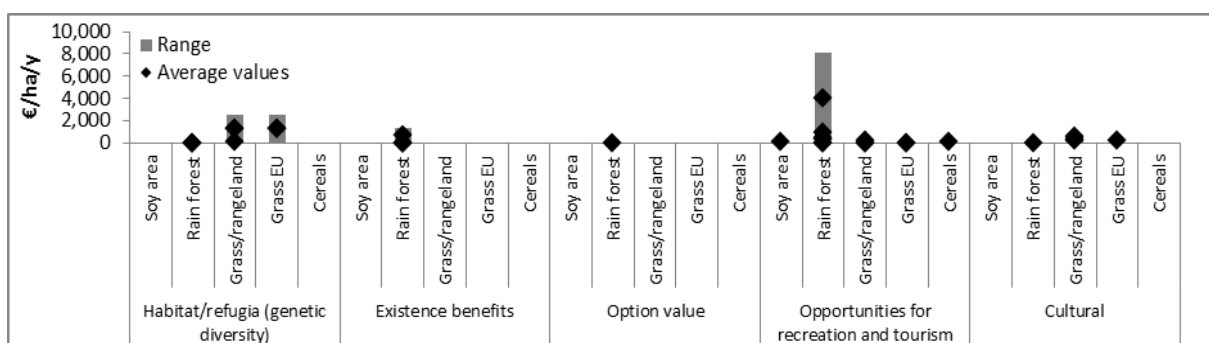 10,000
8,000
6,000
4,000
2,000
0
€/ha/y
Range
Average values
Soy area
Rain forest
Grass/rangeland
Grass EU
Cereals
Soy area
Rain forest
Grass/rangeland
Grass EU
Cereals
Soy area
Rain forest
Grass/rangeland
Grass EU
Cereals
Soy area
Rain forest
Grass/rangeland
Grass EU
Cereals
Soy area
Rain forest
Grass/rangeland
Grass EU
Cereals
Habitat/refugia (genetic
diversity)
Existence benefits
Option value
Opportunities for
recreation and tourism
Cultural